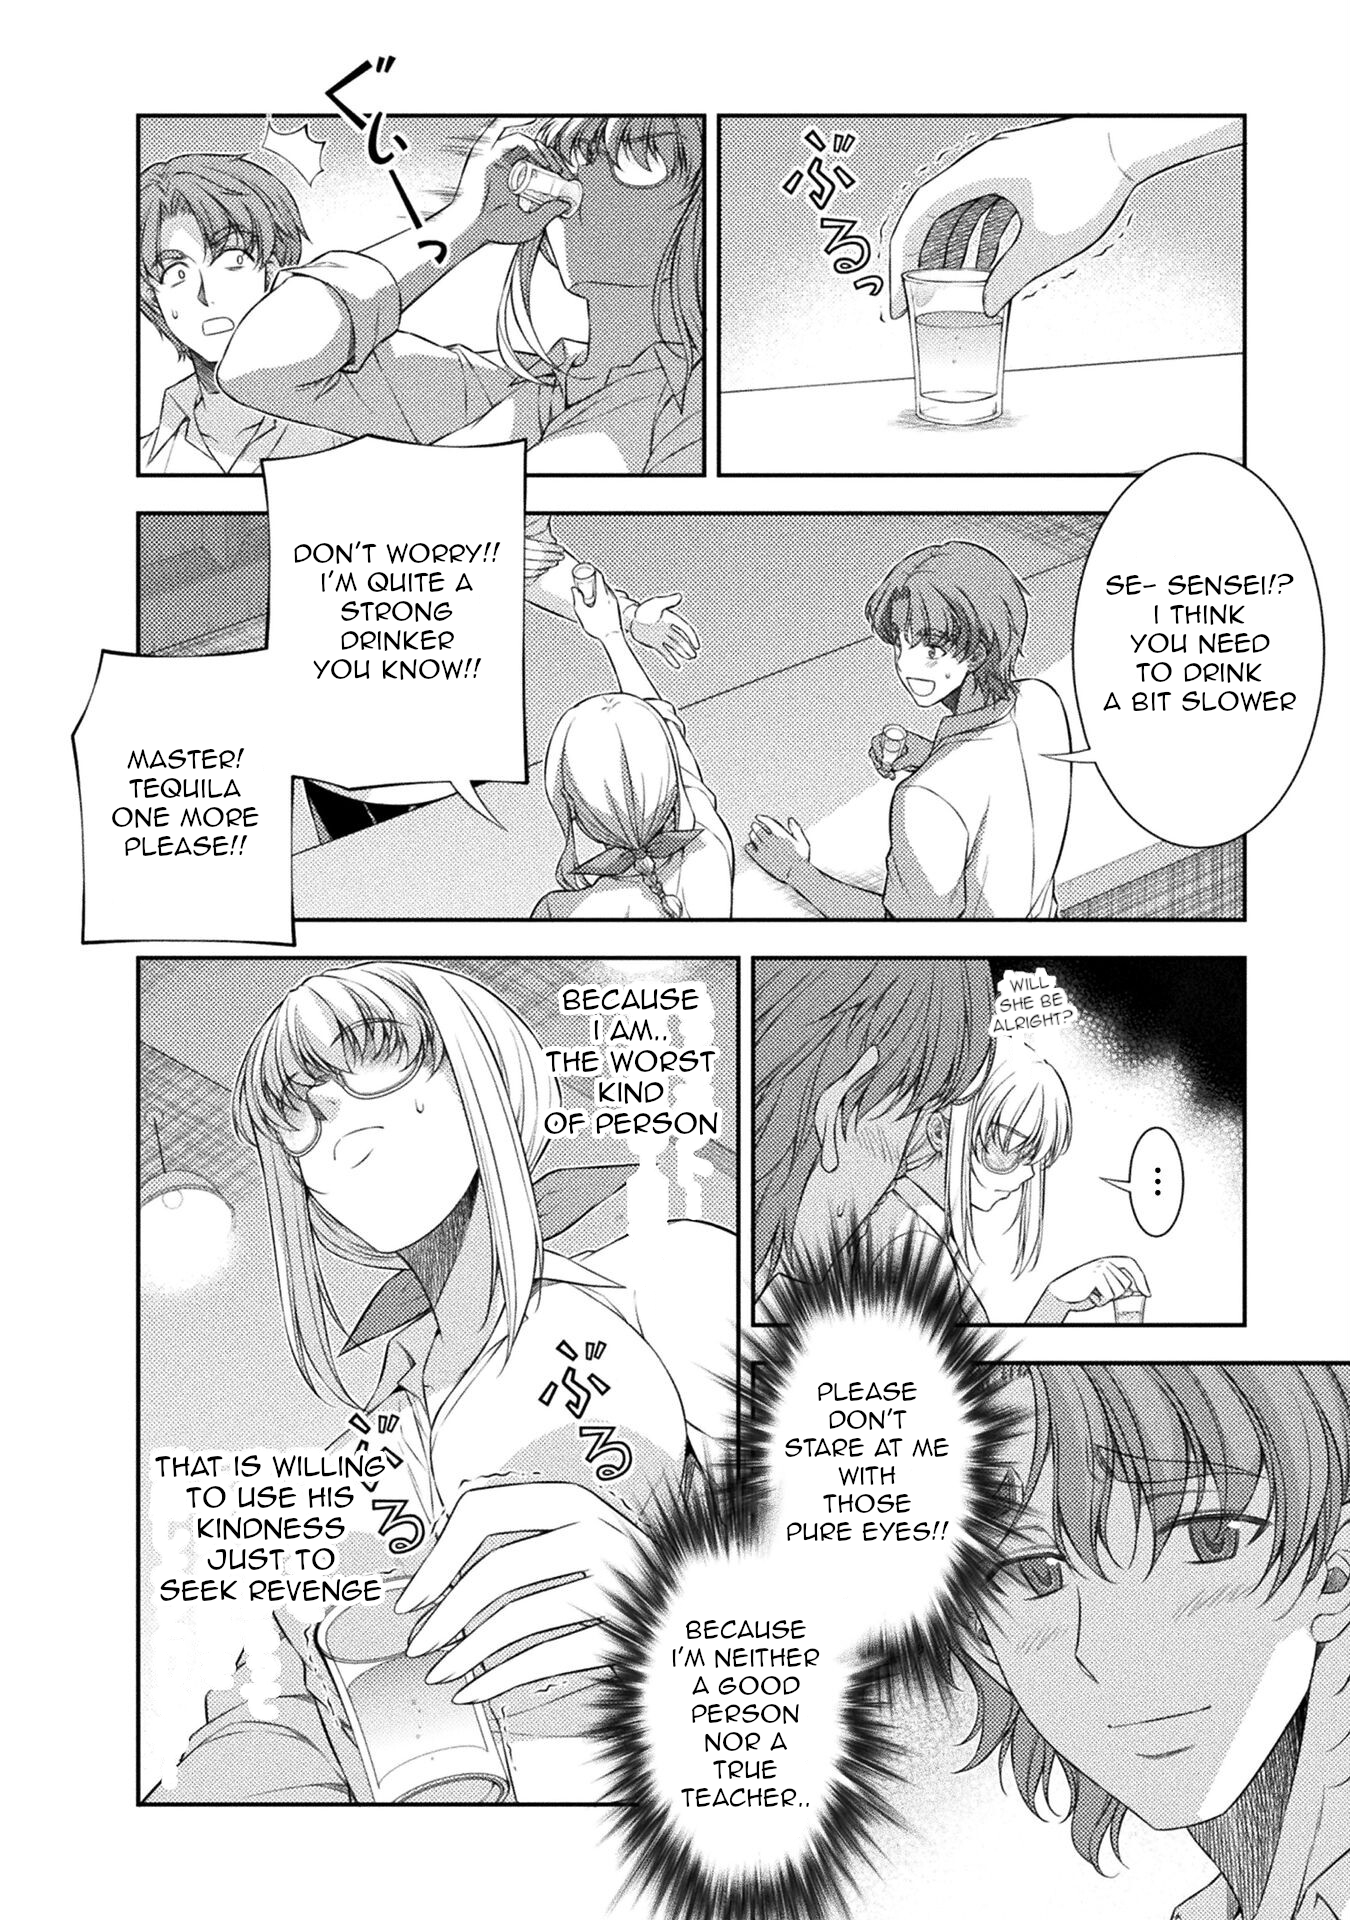 ぶるっ
ぐいーっ
SE- SENSEI!?
I THINK
YOU NEED
TO DRINK
A BIT SLOWER
DON'T WORRY!!
I'M QUITE A
STRONG
DRINKER
YOU KNOW!!
MASTER!
TEQUILA
ONE MORE
PLEASE!!
WILL
SHE BE
ALRIGHT?
...
PLEASE
DON'T
STARE AT ME
WITH
THOSE
PURE EYES!!
BECAUSE
I'M NEITHER
A GOOD
PERSON
NOR A
TRUE
TEACHER..
BECAUSE
I AM..
THE WORST
KIND
OF PERSON
ぶる
ぶる
THAT IS WILLING
TO USE HIS
KINDNESS
JUST TO
SEEK REVENGE